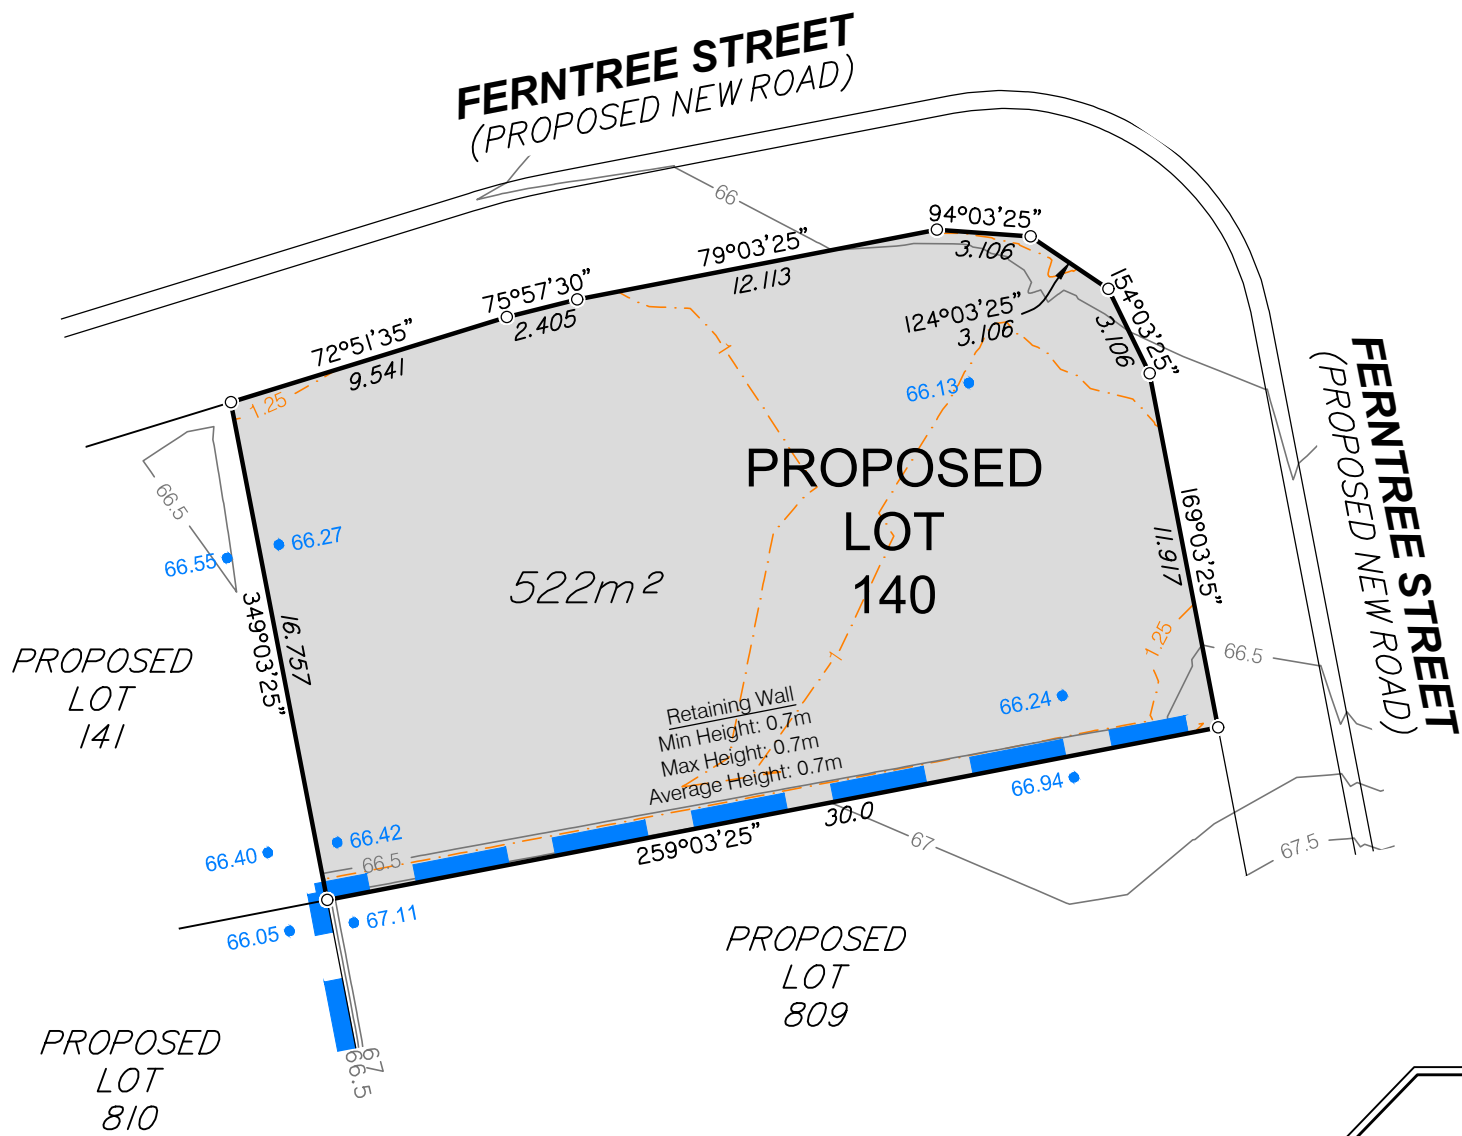 FERNTREE STREET
(PROPOSED NEW ROAD)
66
94°03'25"
3.106
79°03'25"
12.113
75°57'30"
2.405
72°51'35"
9.541
124°03'25"
3.106
154°03'25"
3.106
1.25
1
66.13
66.5
66.55
66.27
PROPOSED
LOT
140
522m²
FERNTREE STREET
(PROPOSED NEW ROAD)
169°03'25"
11.917
349°03'25"
16.757
1.25
66.5
1
PROPOSED
LOT
141
Retaining Wall
Min Height: 0.7m
Max Height: 0.7m
Average Height: 0.7m
66.24
66.94
30.0
259°03'25"
67
67.5
66.42
66.40
66.5
67.11
66.05
PROPOSED
LOT
809
PROPOSED
LOT
810
67
66.5